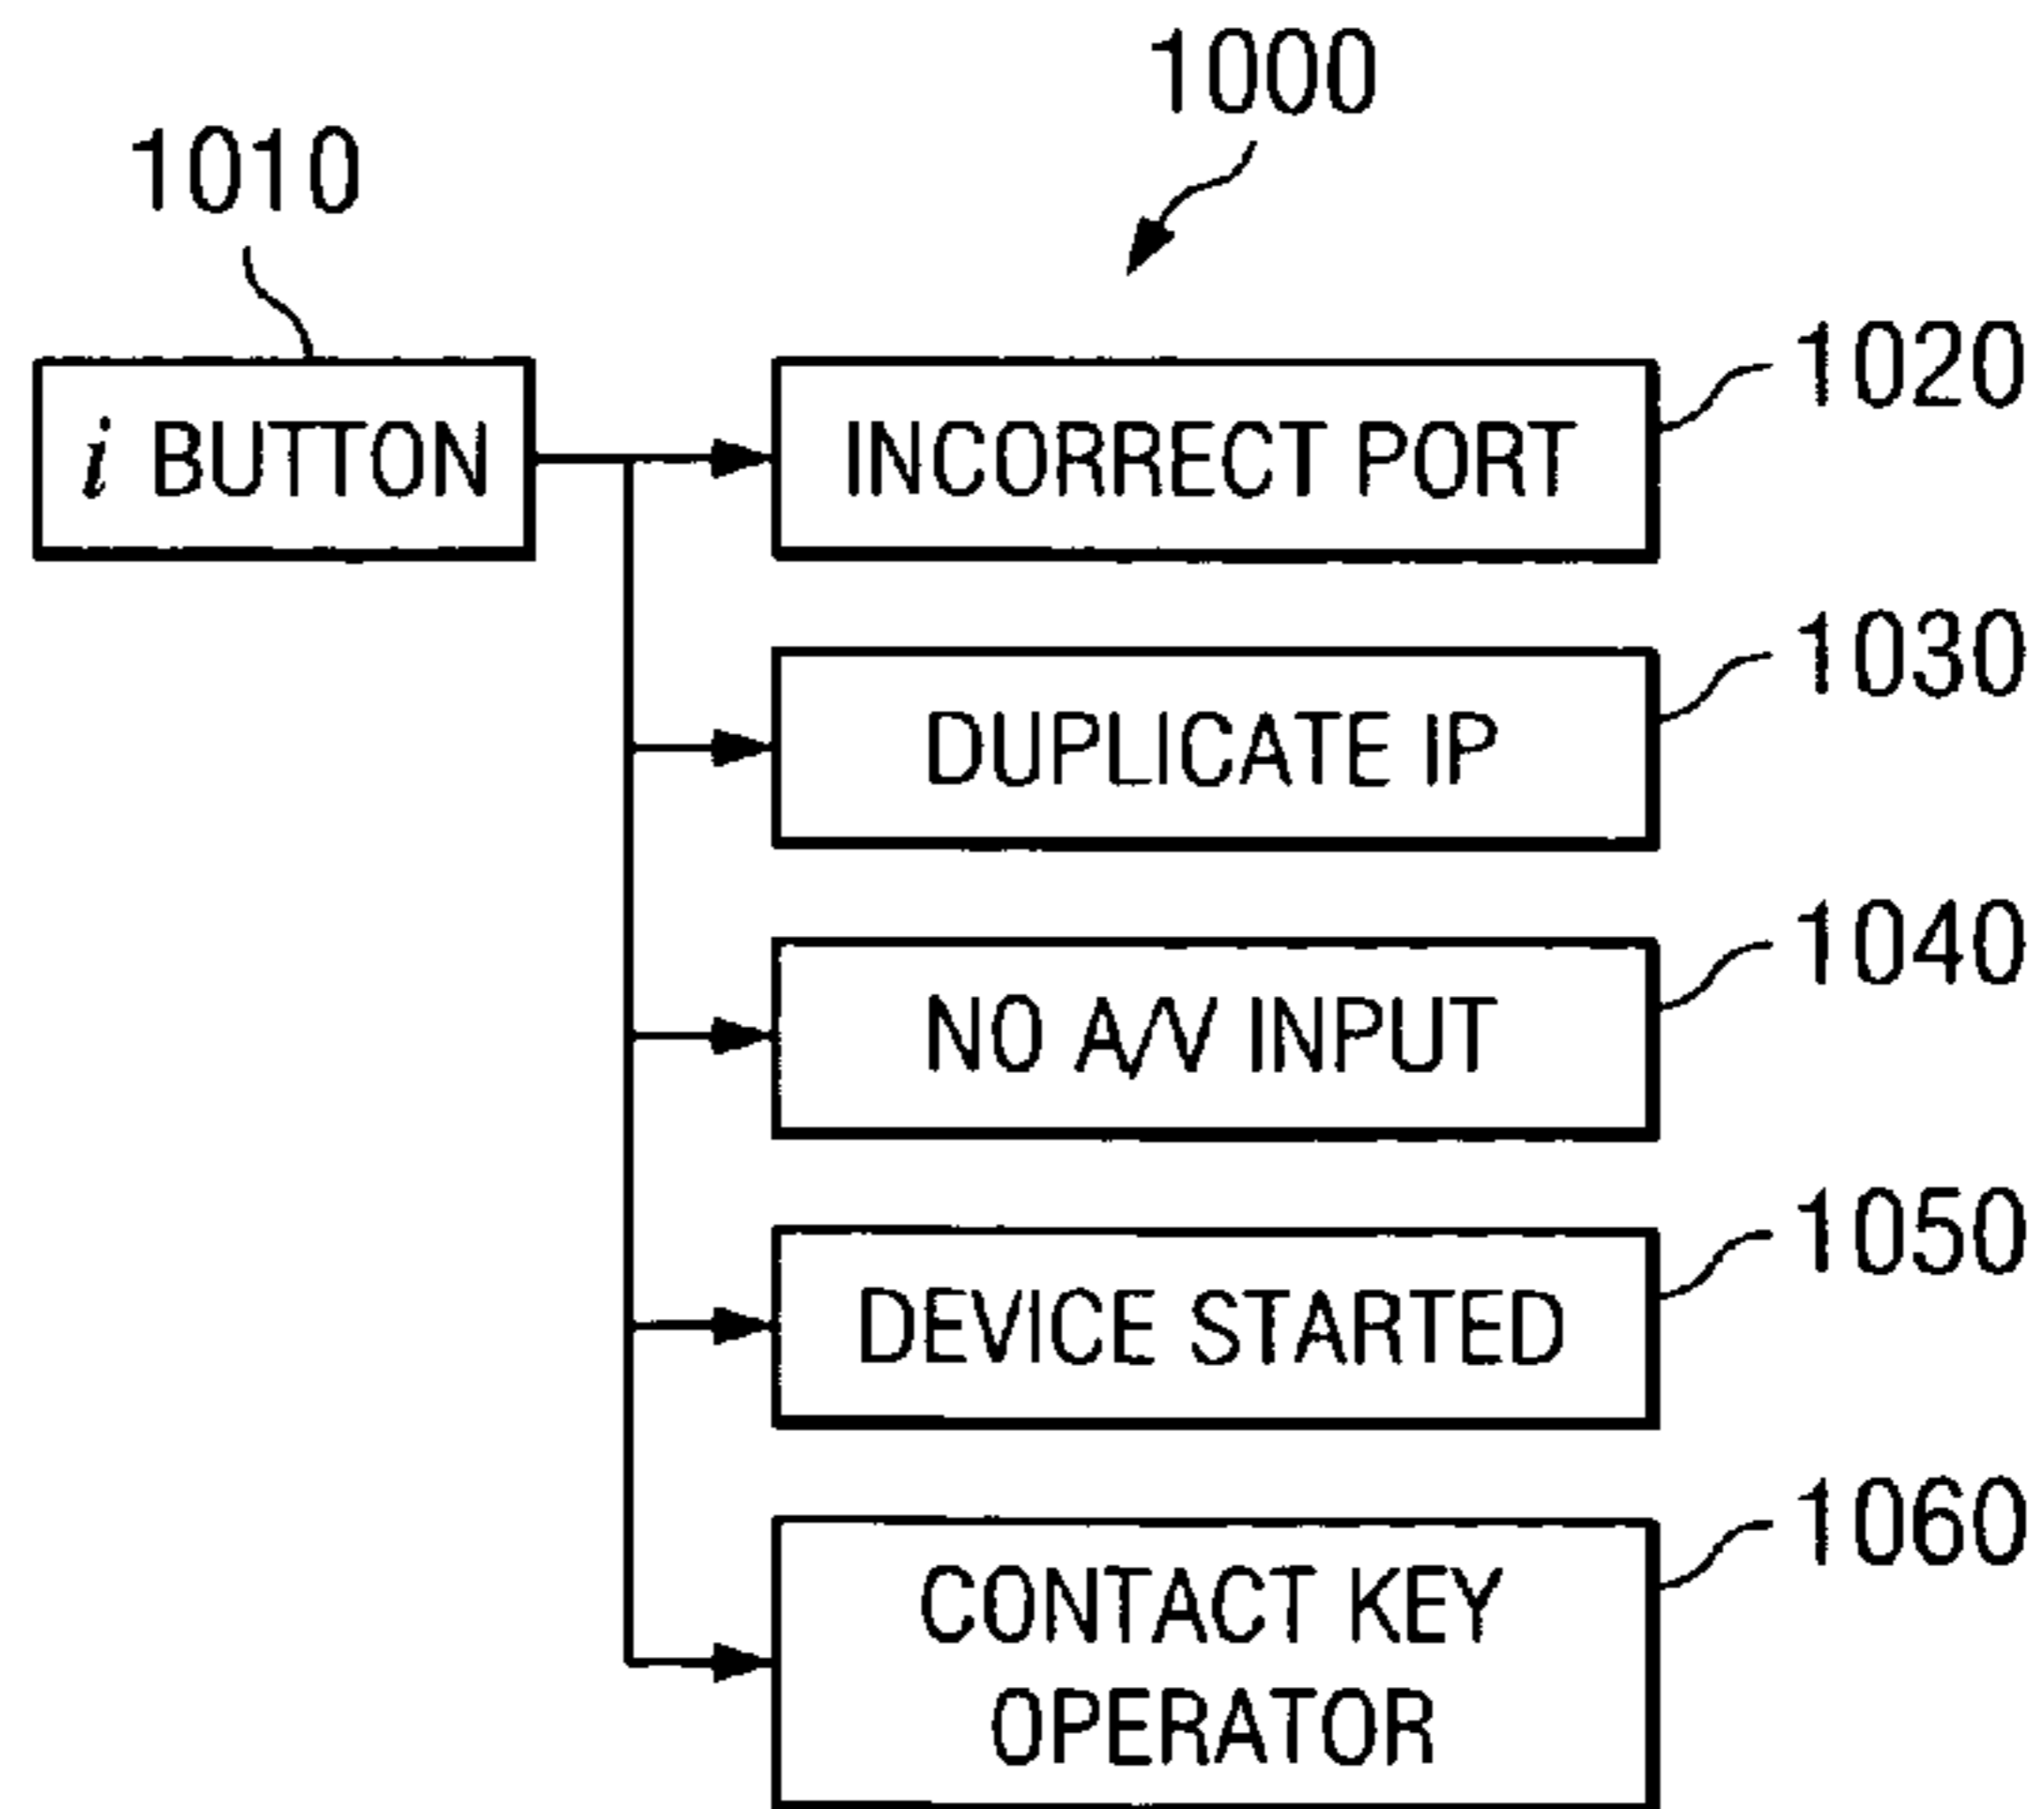 1000
1010
i BUTTON
INCORRECT PORT
1020
DUPLICATE IP
1030
NO A/V INPUT
1040
DEVICE STARTED
1050
CONTACT KEY
OPERATOR
1060